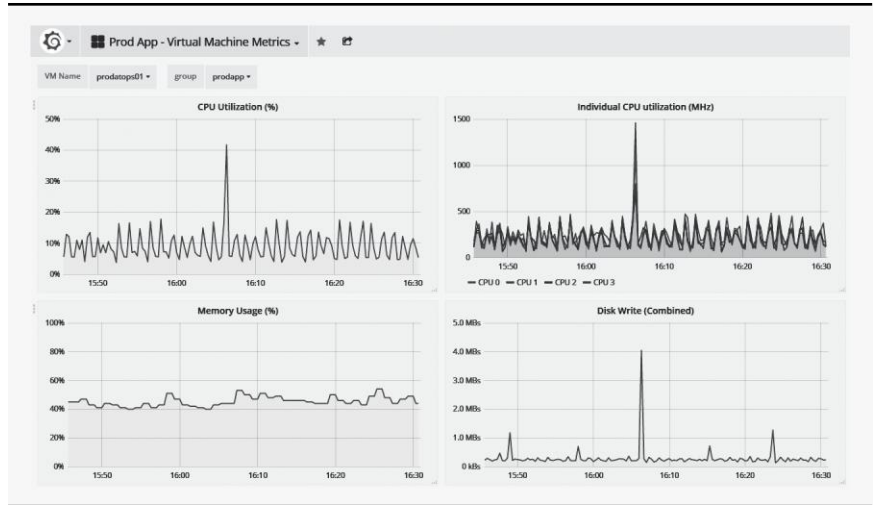 Prod App - Virtual Machine Metrics
VM Name prodatops01 group prodapp
CPU Utilization (%)
50%
40%
30%
20%
10%
0%
15:50 16:00 16:10 16:20 16:30
Individual CPU utilization (MHz)
1500
1000
500
0
15:50 16:00 16:10 16:20 16:30
CPU 0 CPU 1 CPU 2 CPU 3
Memory Usage (%)
100%
80%
60%
40%
20%
0%
15:50 16:00 16:10 16:20 16:30
Disk Write (Combined)
5.0 MBs
4.0 MBs
3.0 MBs
2.0 MBs
1.0 MBs
0 kBs
15:50 16:00 16:10 16:20 16:30